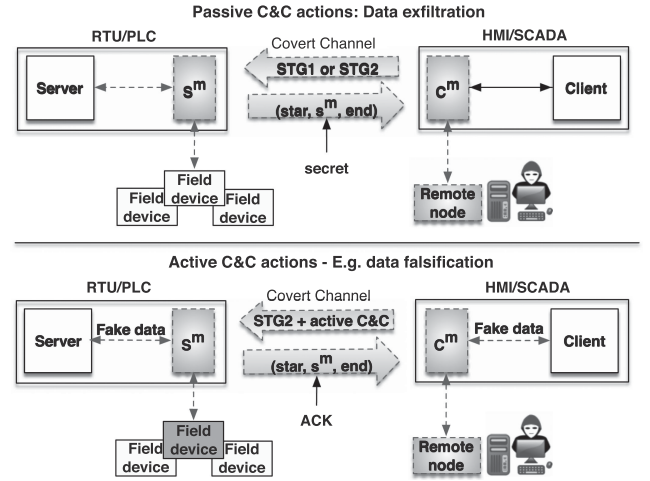 Passive C&C actions: Data exfiltration
RTU/PLC
Covert Channel
HMI/SCADA
Server
S^m
STG1 or STG2
(star, s^m, end)
C^m
Client
secret
Field
device
Field
device
Field
device
Remote
node
Active C&C actions - E.g. data falsification
RTU/PLC
Covert Channel
HMI/SCADA
Server
Fake data
S^m
STG2 + active C&C
(star, s^m, end)
C^m
Fake data
Client
ACK
Field
device
Field
device
Field
device
Remote
node